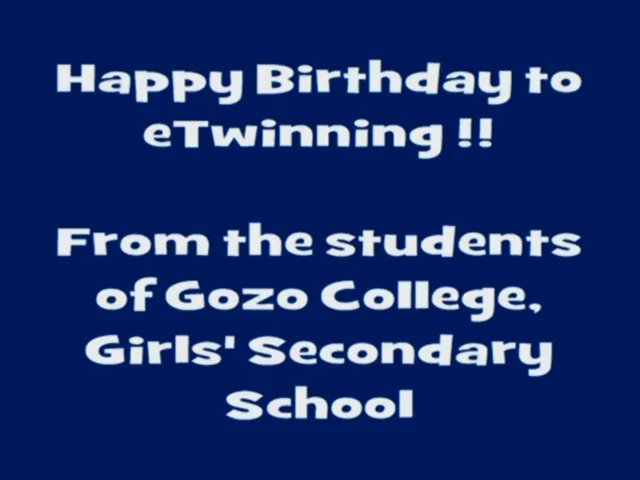 Happy Birthday to
eTwinning !!
From the students
of Gozo College,
Girls' Secondary
School